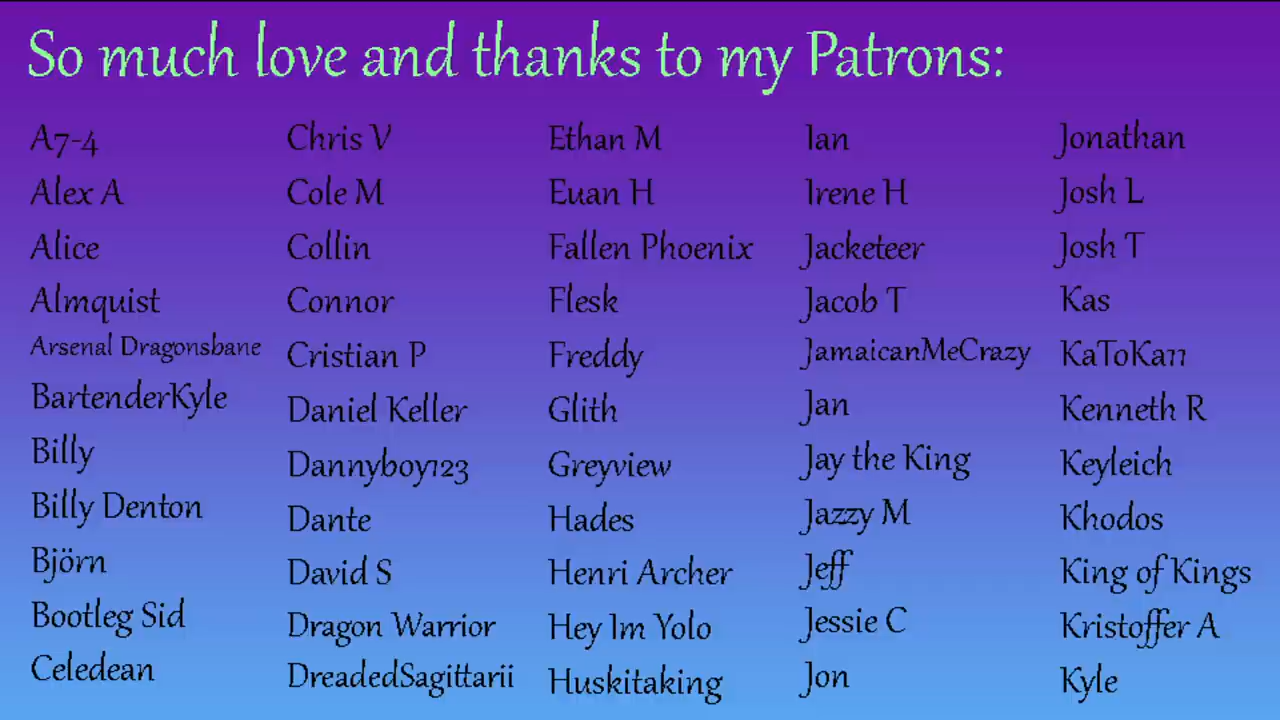 So much love and thanks to my Patrons:
A7-4
Alex A
Alice
Almquist
Arsenal Dragonsbane
BartenderKyle
Billy
Billy Denton
Björn
Bootleg Sid
Celedean
Chris V
Cole M
Collin
Connor
Cristian P
Daniel Keller
Dannyboy123
Dante
David S
Dragon Warrior
DreadedSagittarii
Ethan M
Euan H
Fallen Phoenix
Flesk
Freddy
Glith
Greyview
Hades
Henri Archer
Hey Im Yolo
Huskitaking
Ian
Irene H
Jacketeer
Jacob T
JamaicanMeCrazy
Jan
Jay the King
Jazzy M
Jeff
Jessie C
Jon
Jonathan
Josh L
Josh T
Kas
KaToKa11
Kenneth R
Keyleich
Khodos
King of Kings
Kristoffer A
Kyle